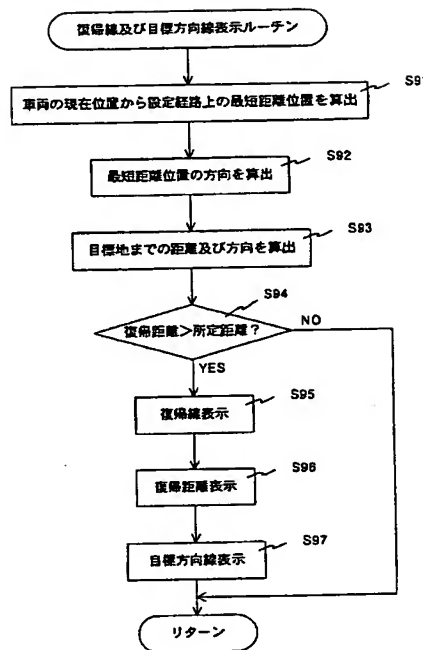 復帰線及び目標方向線表示ルーチン
S91
車両の現在位置から設定経路上の最短距離位置を算出
S92
最短距離位置の方向を算出
S93
目標地までの距離及び方向を算出
S94
復帰距離>所定距離?
NO
YES
S95
復帰線表示
S96
復帰距離表示
S97
目標方向線表示
リターン